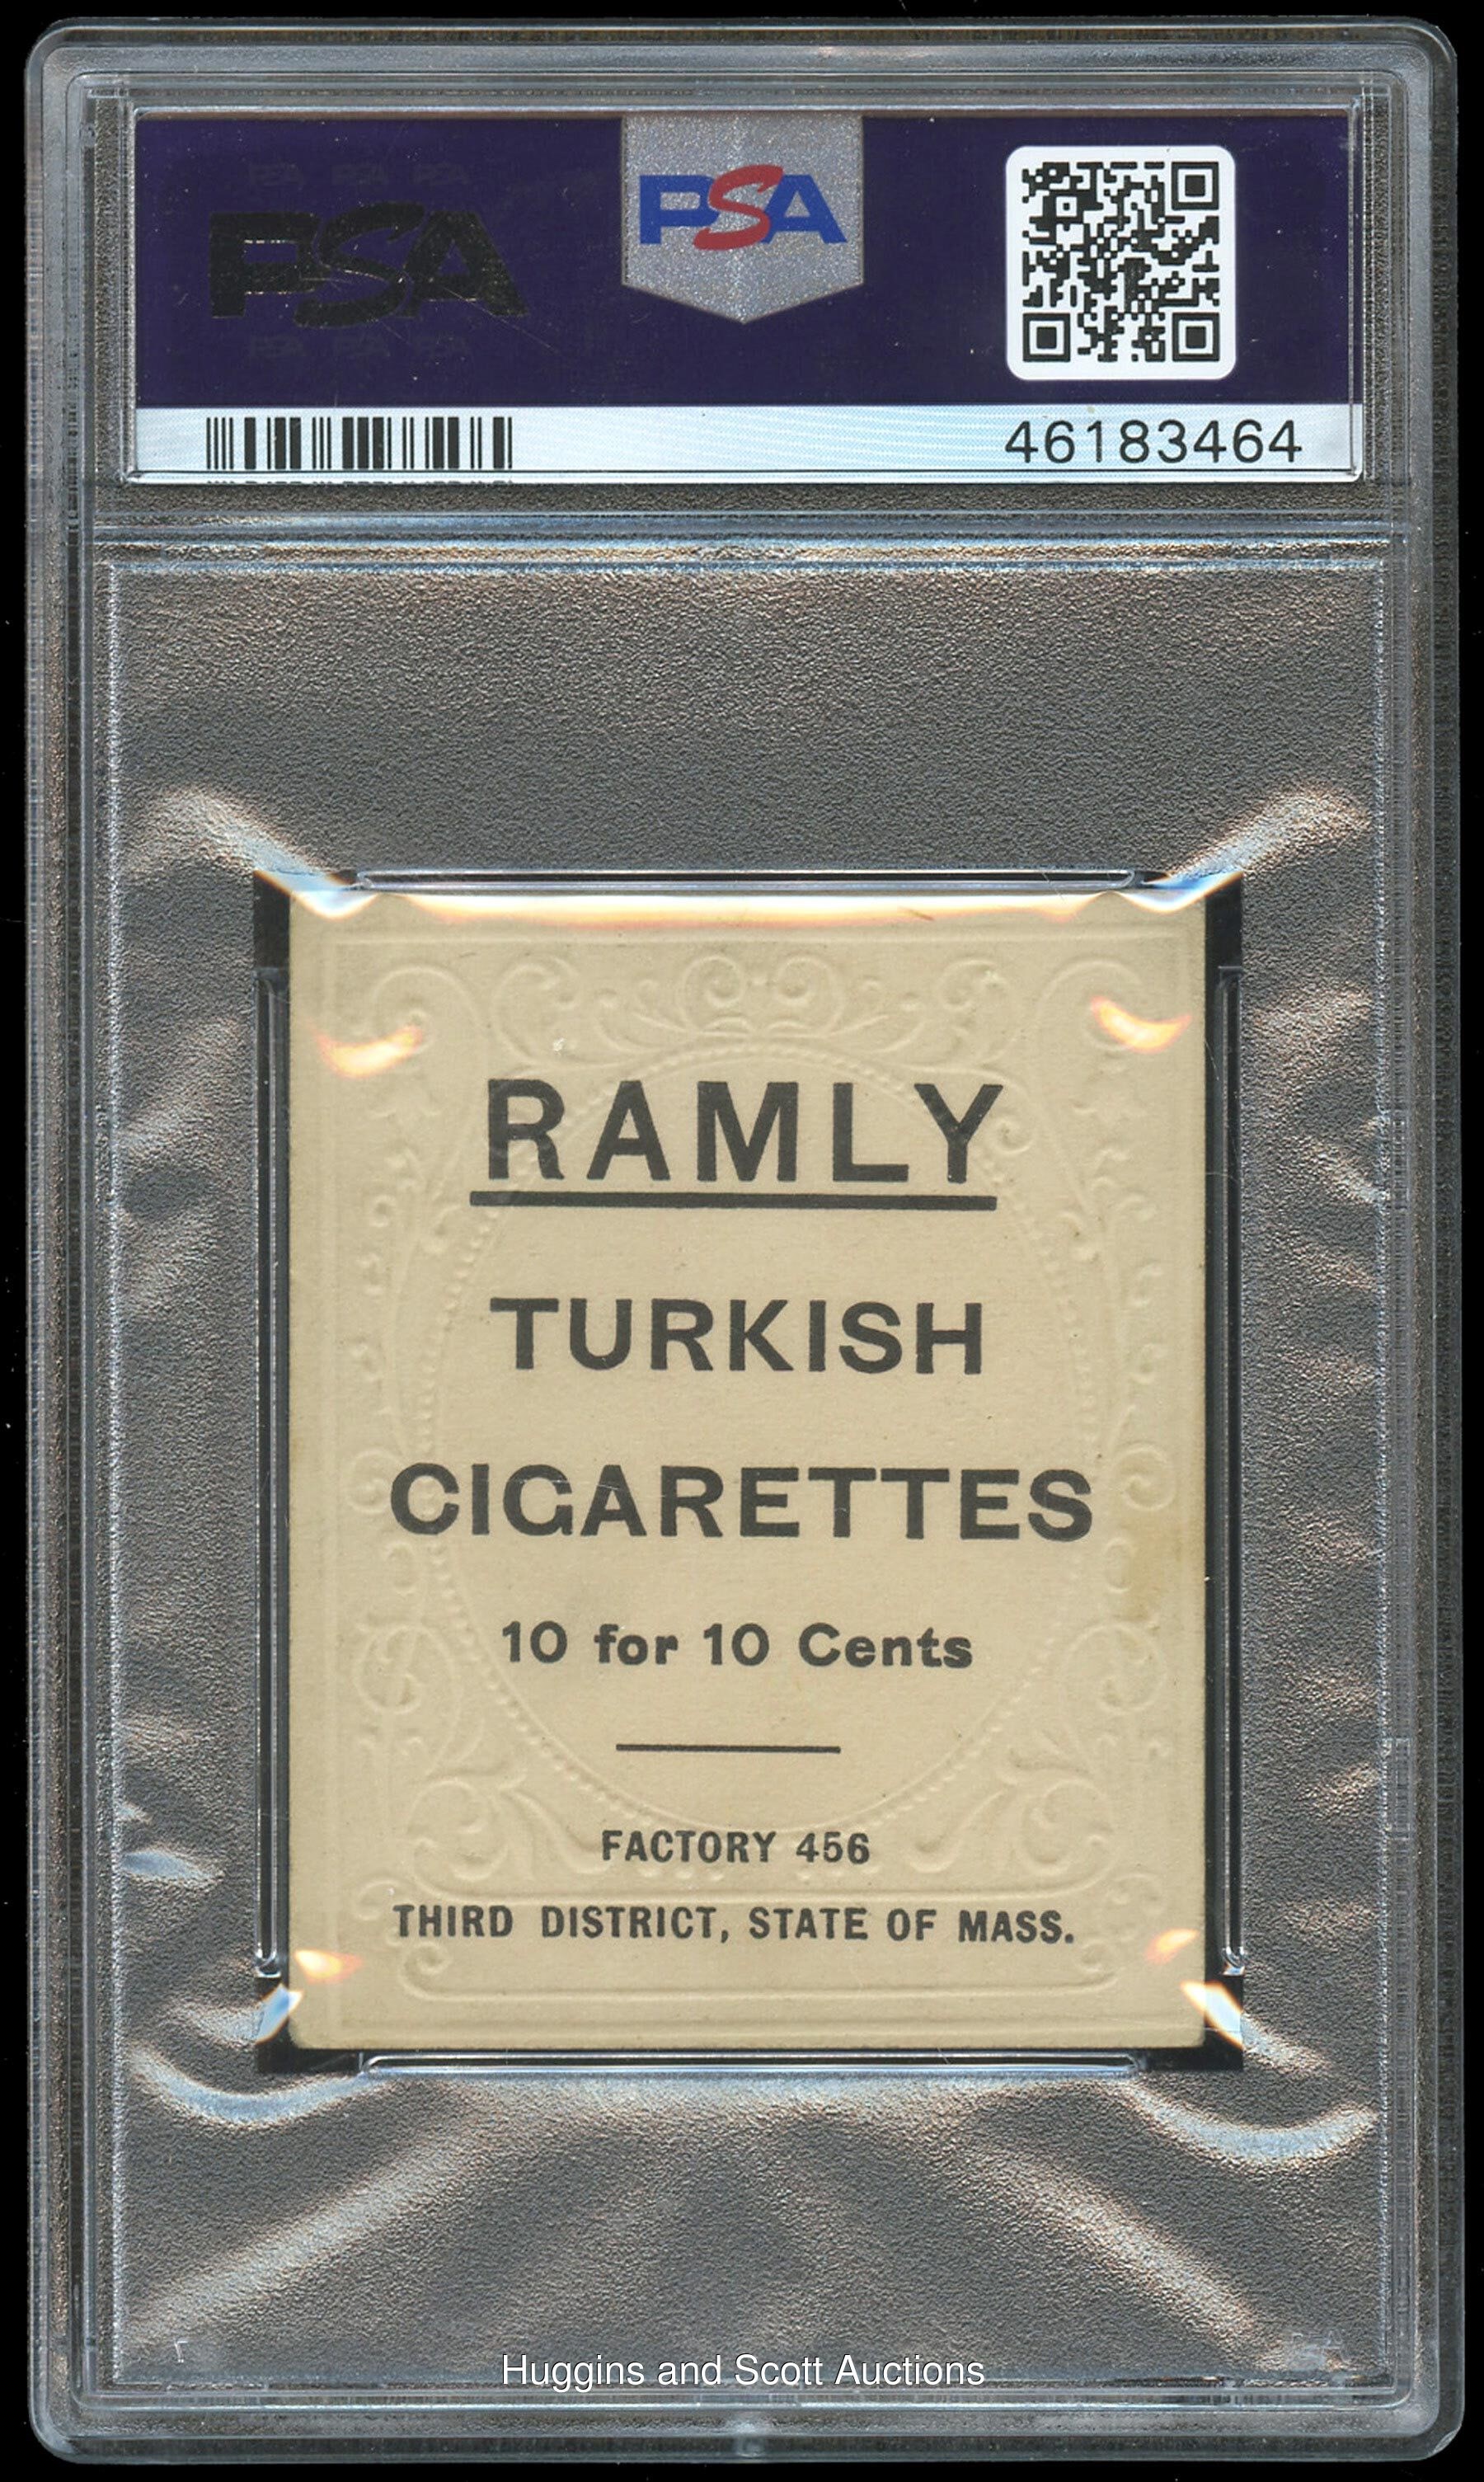 PSA
PSA
46183464
RAMLY
TURKISH
CIGARETTES
10 for 10 Cents
FACTORY 456
THIRD DISTRICT, STATE OF MASS.
Huggins and Scott Auctions